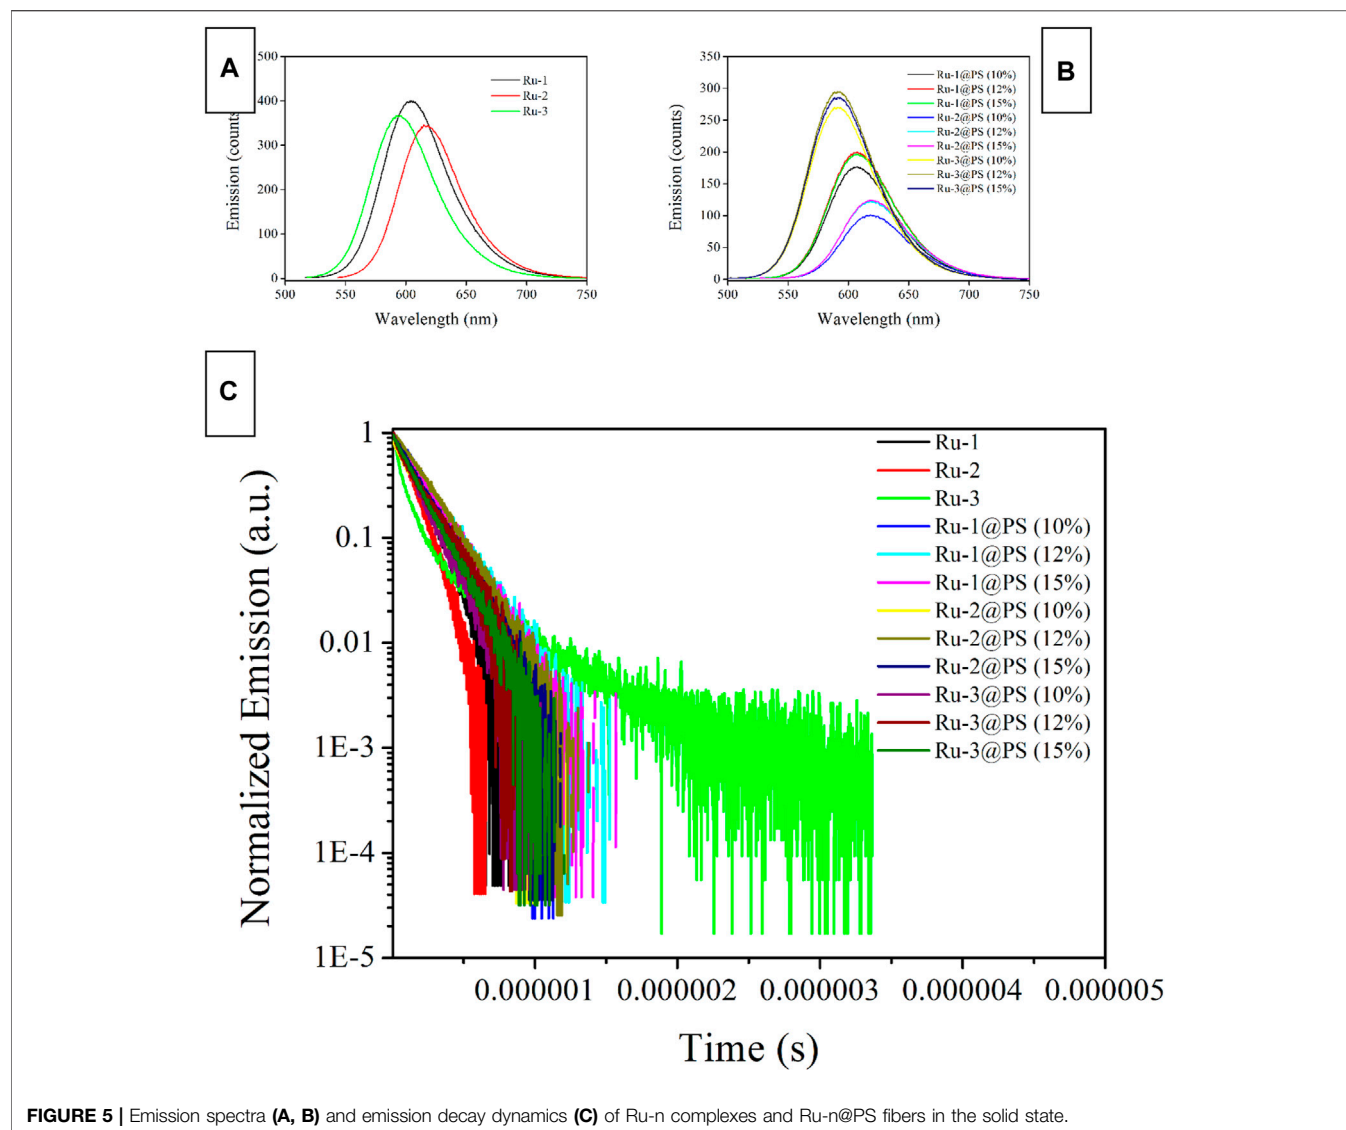 A
500
400
300
200
100
0
500
550
600
650
700
750
Emission (counts)
Wavelength (nm)
Ru-1
Ru-2
Ru-3
B
350
300
250
200
150
100
50
0
500
550
600
650
700
750
Emission (counts)
Wavelength (nm)
Ru-1@PS (10%)
Ru-1@PS (12%)
Ru-1@PS (15%)
Ru-2@PS (10%)
Ru-2@PS (12%)
Ru-2@PS (15%)
Ru-3@PS (10%)
Ru-3@PS (12%)
Ru-3@PS (15%)
C
1
0.1
0.01
1E-3
1E-4
1E-5
Normalized Emission (a.u.)
0.000001
0.000002
0.000003
0.000004
0.000005
Time (s)
Ru-1
Ru-2
Ru-3
Ru-1@PS (10%)
Ru-1@PS (12%)
Ru-1@PS (15%)
Ru-2@PS (10%)
Ru-2@PS (12%)
Ru-2@PS (15%)
Ru-3@PS (10%)
Ru-3@PS (12%)
Ru-3@PS (15%)
FIGURE 5 | Emission spectra (A, B) and emission decay dynamics (C) of Ru-n complexes and Ru-n@PS fibers in the solid state.